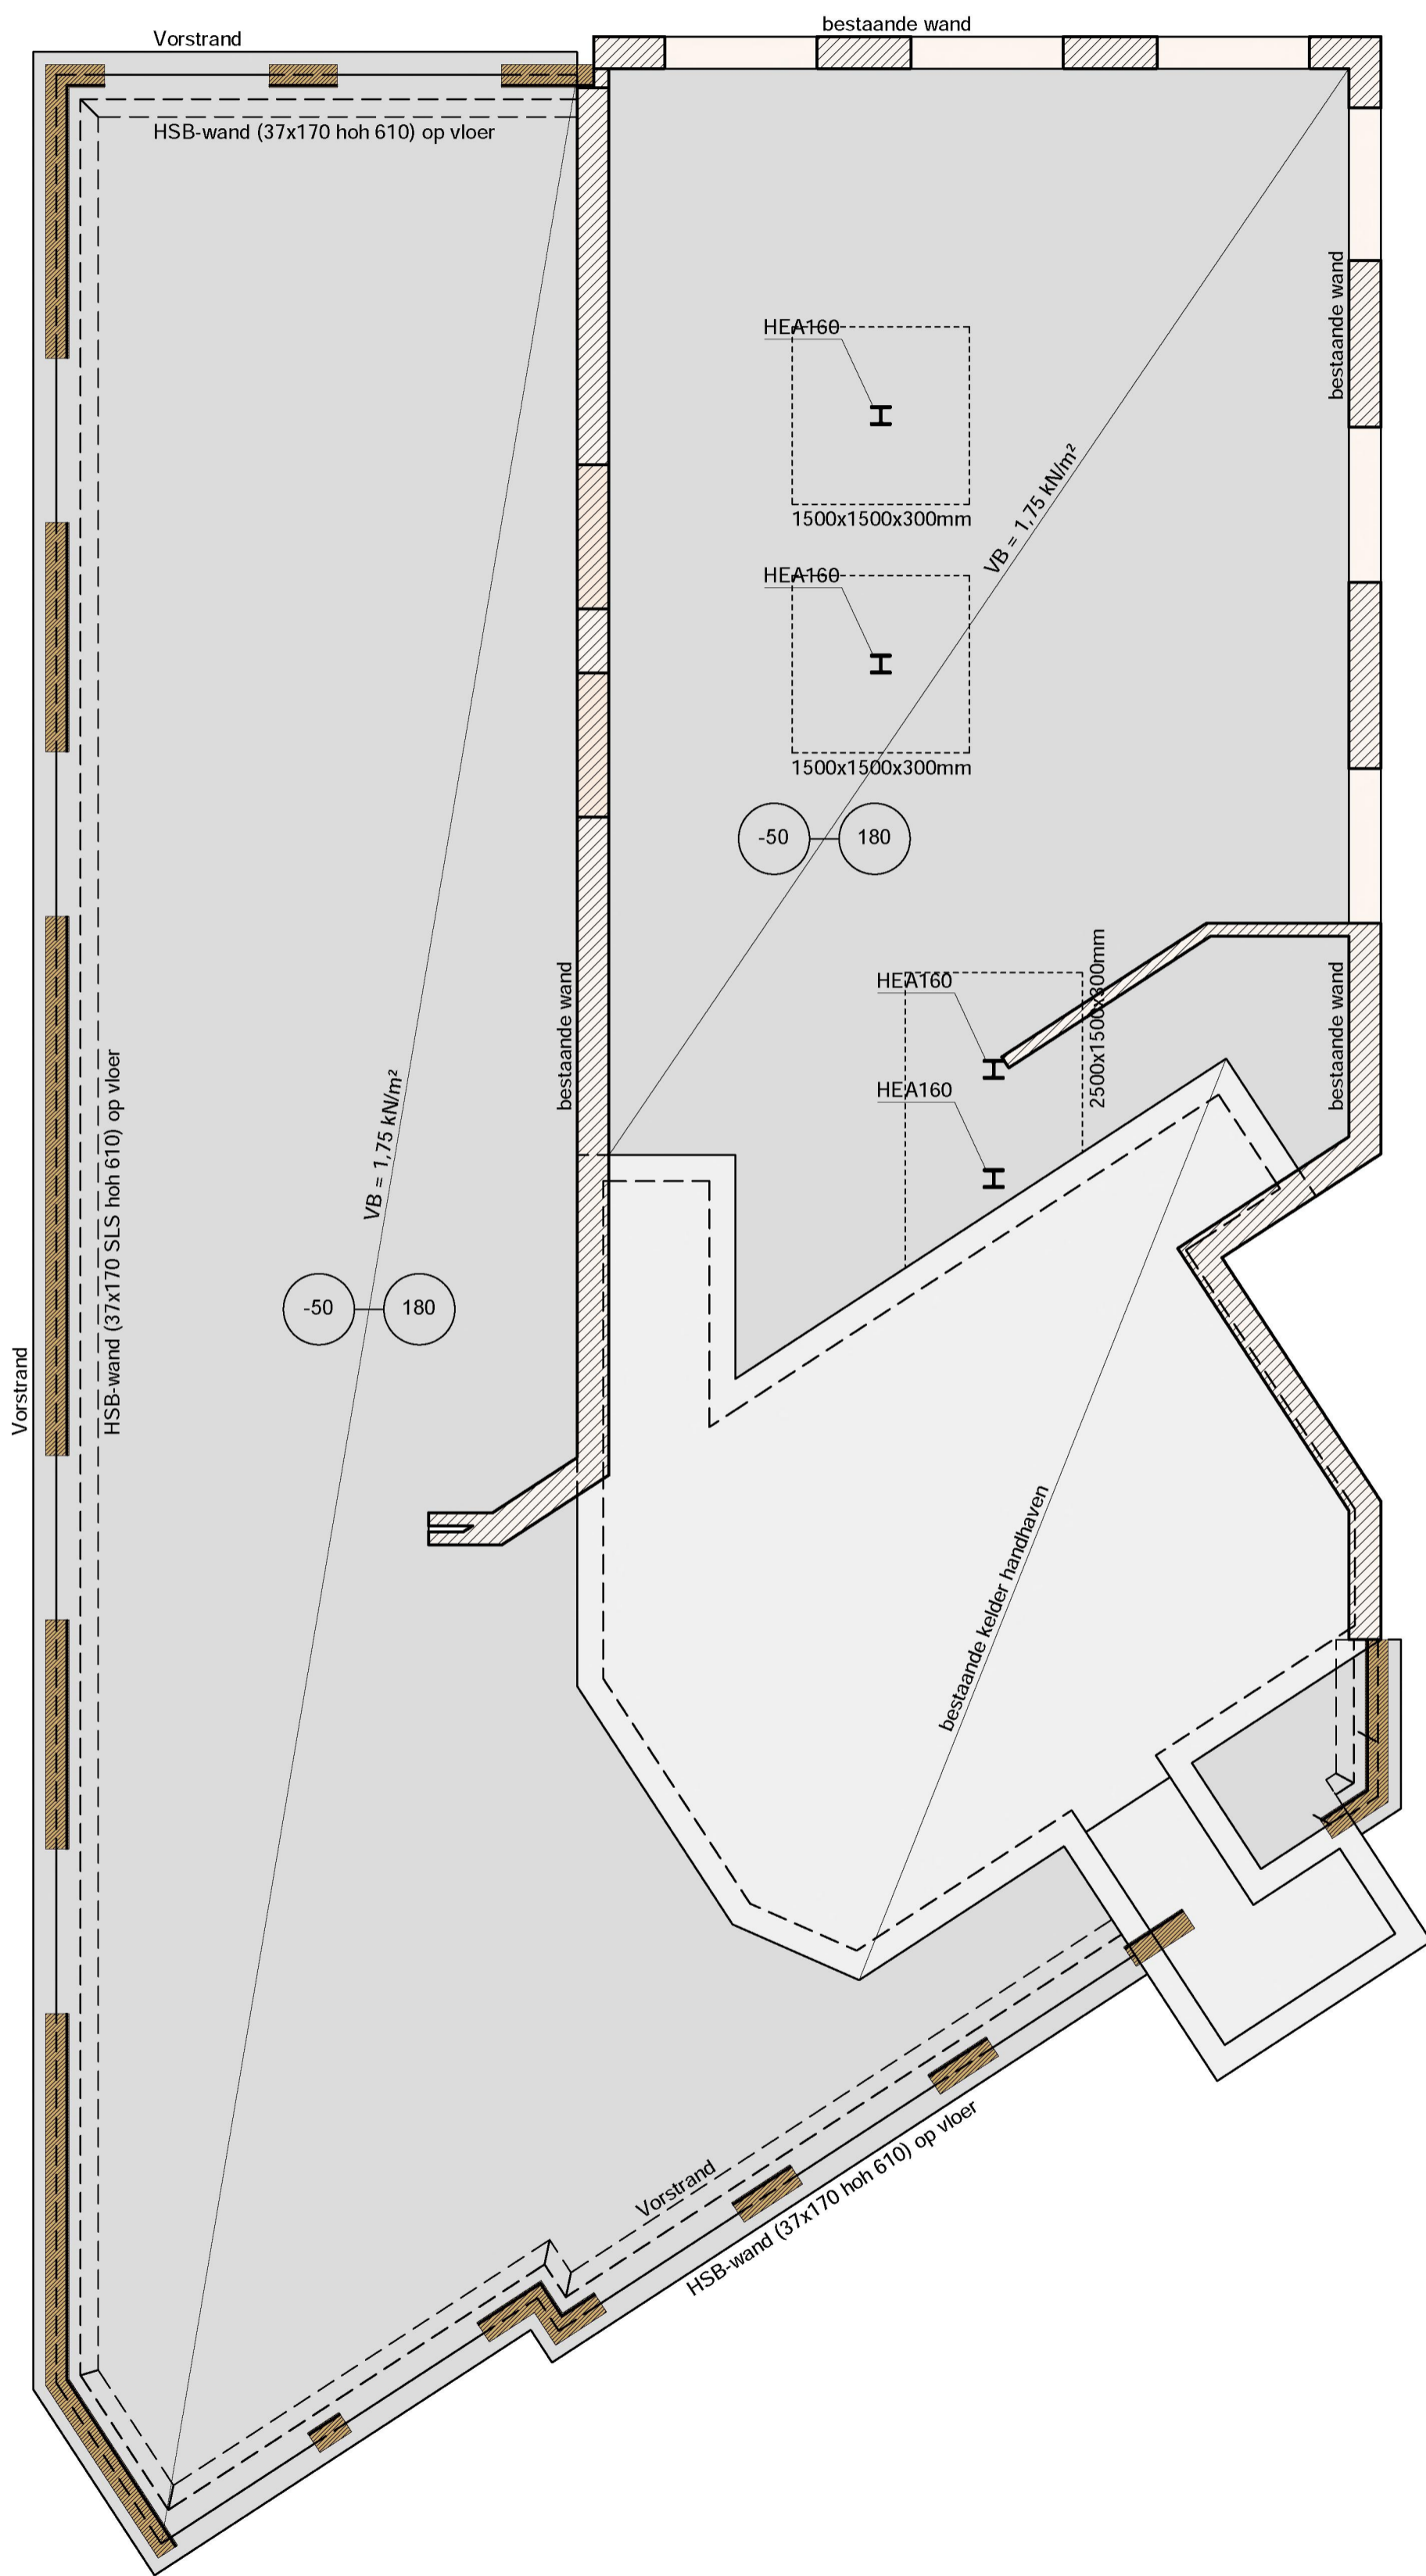 bestaande wand
Vorstrand
HSB-wand (37x170 hoh 610) op vloer
bestaande wand
HEA160
VB = 1,75 kN/m²
1500x1500x300mm
HEA160
1500x1500x300mm
-50
180
bestaande wand
HEA160
2500x1500x300mm
bestaande wand
HEA160
HSB-wand (37x170 SLS hoh 610) op vloer
VB = 1,75 kN/m²
-50
180
Vorstrand
bestaande kelder handhaven
Vorstrand
HSB-wand (37x170 hoh 610) op vloer